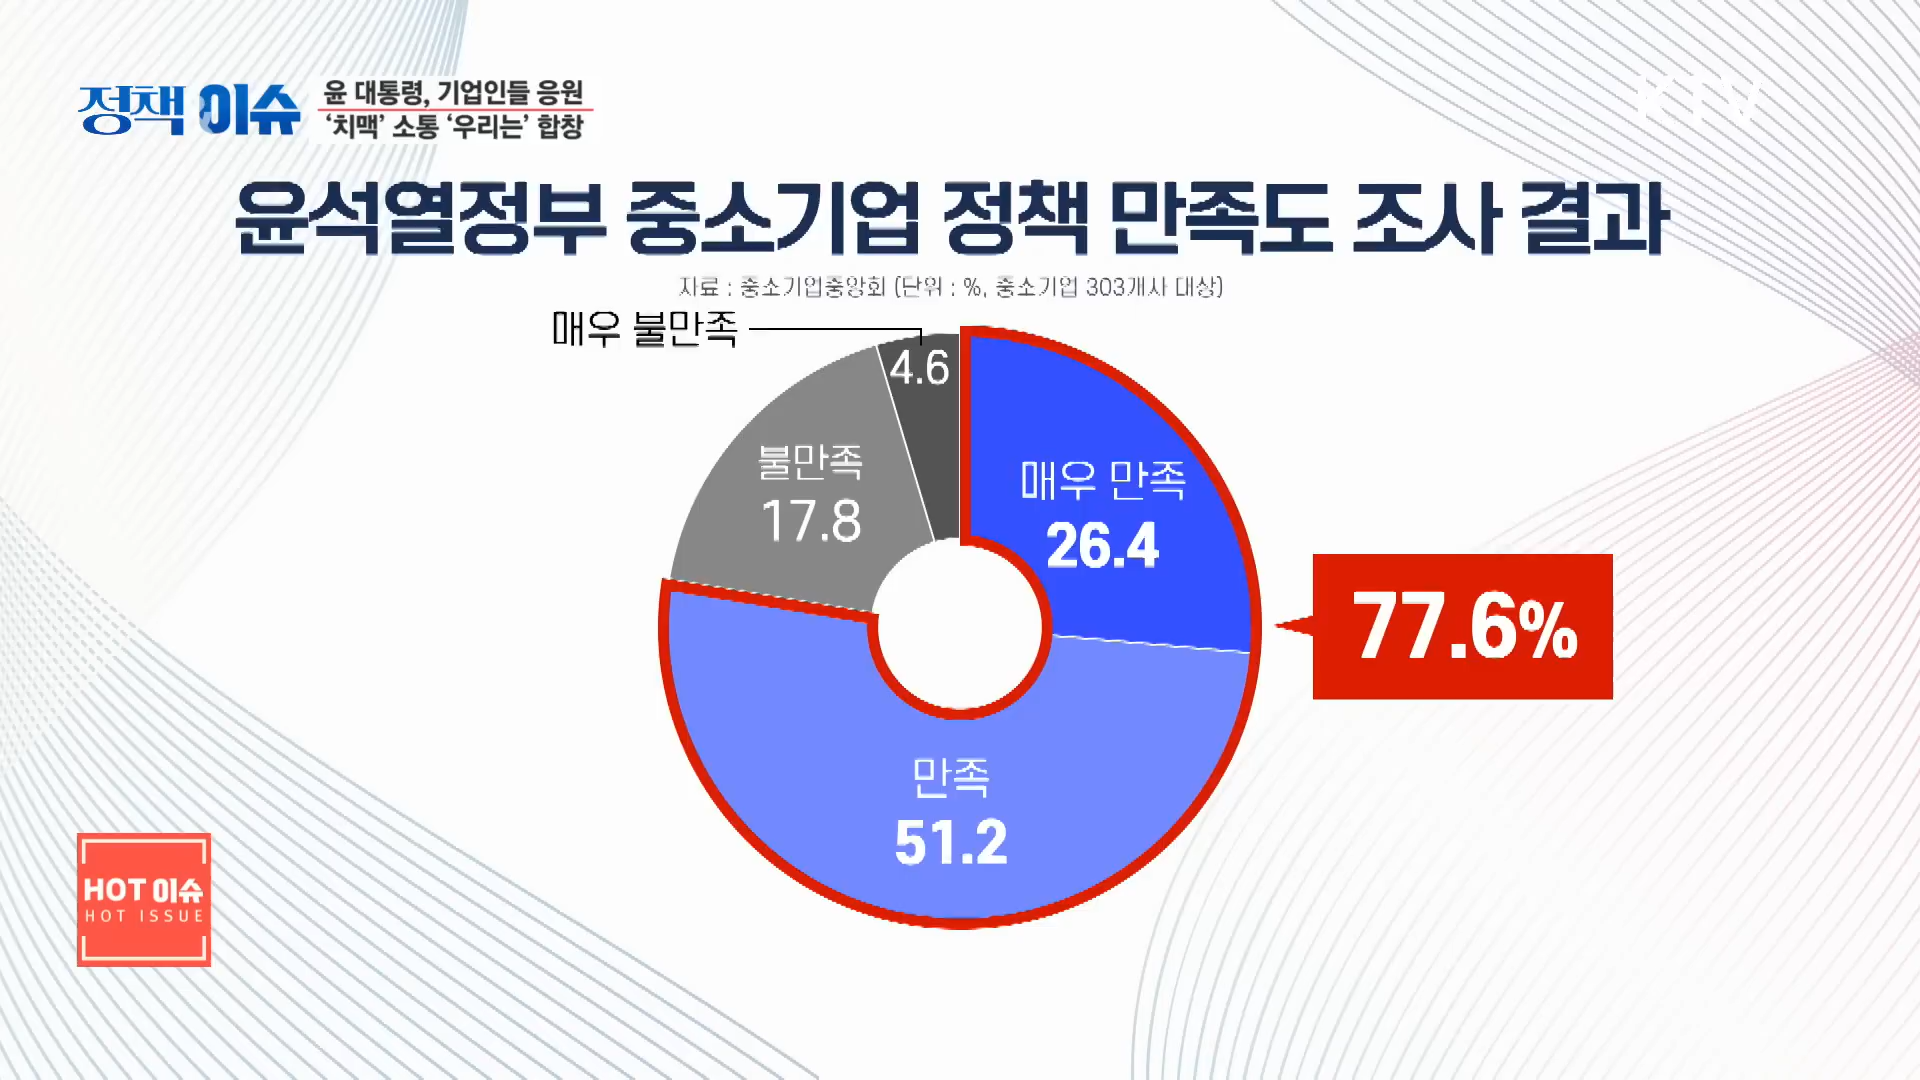 정책 이슈
윤 대통령, 기업인들 응원
‘치맥’ 소통 ‘우리는’ 합창
KTV
윤석열정부 중소기업 정책 만족도 조사 결과
자료 : 중소기업중앙회 (단위 : %, 중소기업 303개사 대상)
매우 불만족
4.6
불만족
17.8
매우 만족
26.4
77.6%
만족
51.2
HOT 이슈
HOT ISSUE